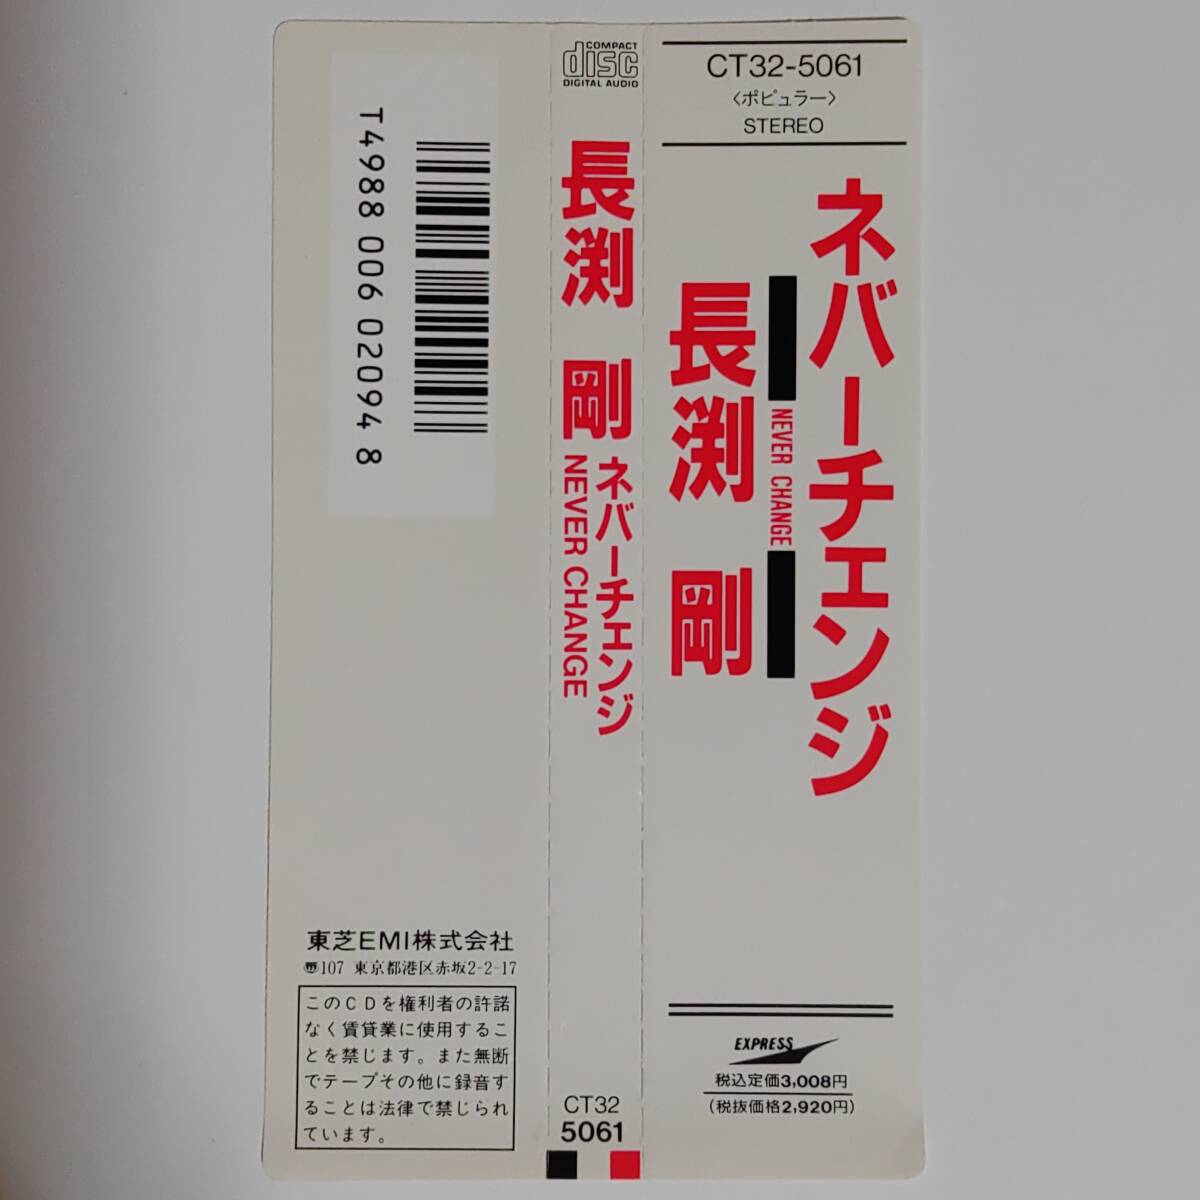 CT32-5061
〈ポピュラー〉
STEREO
ネバーチェンジ
NEVER CHANGE
長渕 剛
EXPRESS
税込定価3,008円
(税抜価格2,920円)
COMPACT
disc
DIGITAL AUDIO
長渕 剛
ネバーチェンジ
NEVER CHANGE
CT32
5061
T4988 006 02094 8
東芝EMI株式会社
〠107 東京都港区赤坂2-2-17
このCDを権利者の許諾
なく賃貸業に使用するこ
とを禁じます。また無断
でテープその他に録音す
ることは法律で禁じられ
ています。